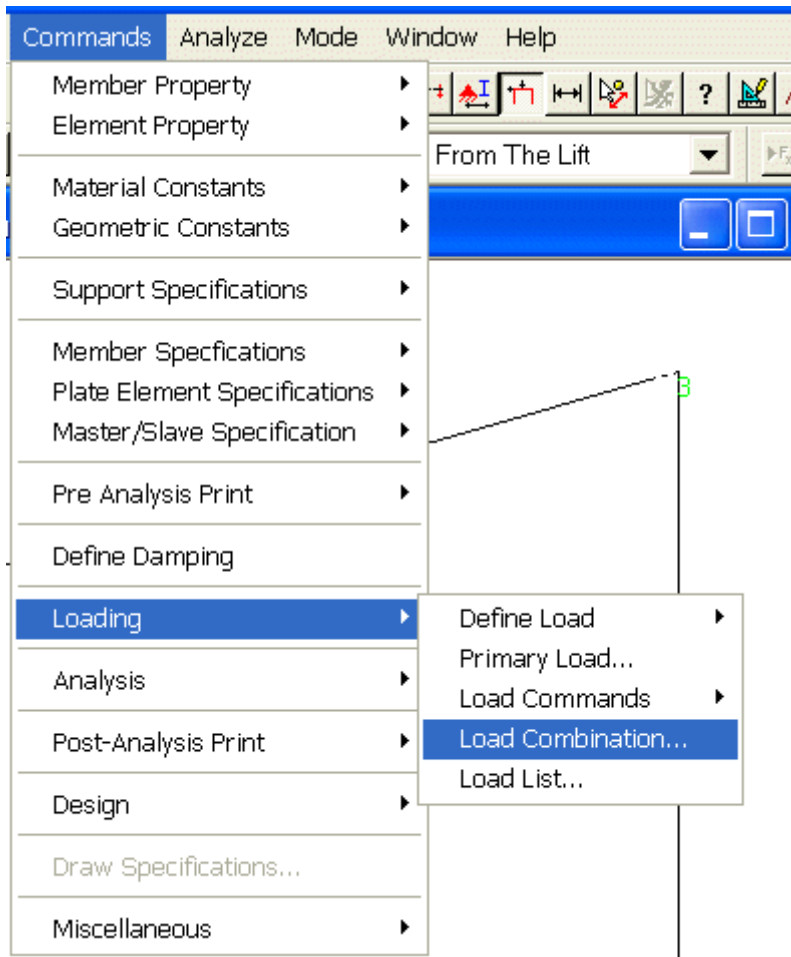 Commands Analyze Mode Window Help
Member Property
Element Property
From The Lift
Material Constants
Geometric Constants
Support Specifications
Member Specfications
Plate Element Specifications
Master/Slave Specification
3
Pre Analysis Print
Define Damping
Loading
Define Load
Primary Load...
Load Commands
Load Combination...
Load List...
Analysis
Post-Analysis Print
Design
Draw Specifications...
Miscellaneous